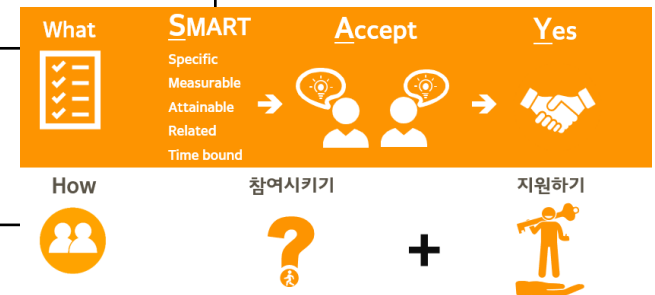 What
SMART
Accept
Yes
Specific
Measurable
Attainable
Related
Time bound
How
참여시키기
지원하기